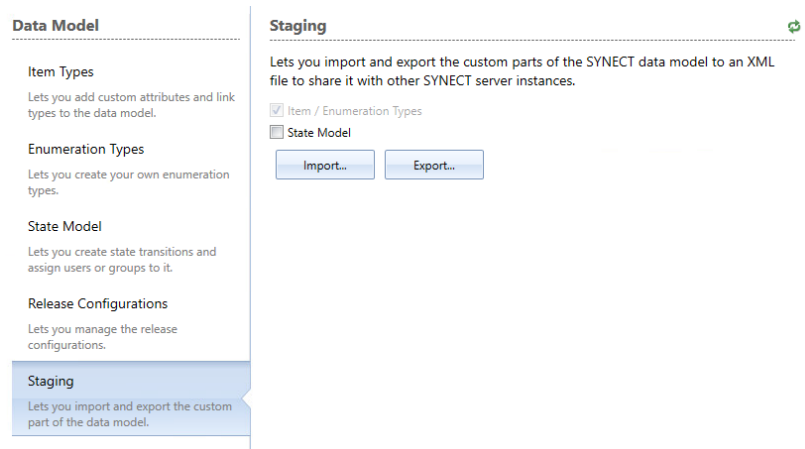 Data Model
Item Types
Lets you add custom attributes and link
types to the data model.
Enumeration Types
Lets you create your own enumeration
types.
State Model
Lets you create state transitions and
assign users or groups to it.
Release Configurations
Lets you manage the release
configurations.
Staging
Lets you import and export the custom
part of the data model.
Staging
Lets you import and export the custom parts of the SYNECT data model to an XML
file to share it with other SYNECT server instances.
Item / Enumeration Types
State Model
Import... Export...